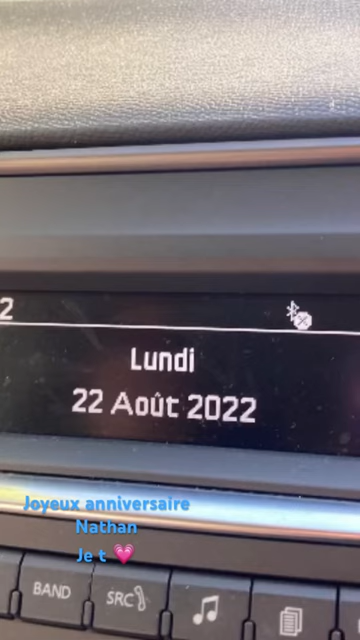 2
Lundi
22 Août 2022
Joyeux anniversaire
Nathan
Je t 💗
BAND
SRC